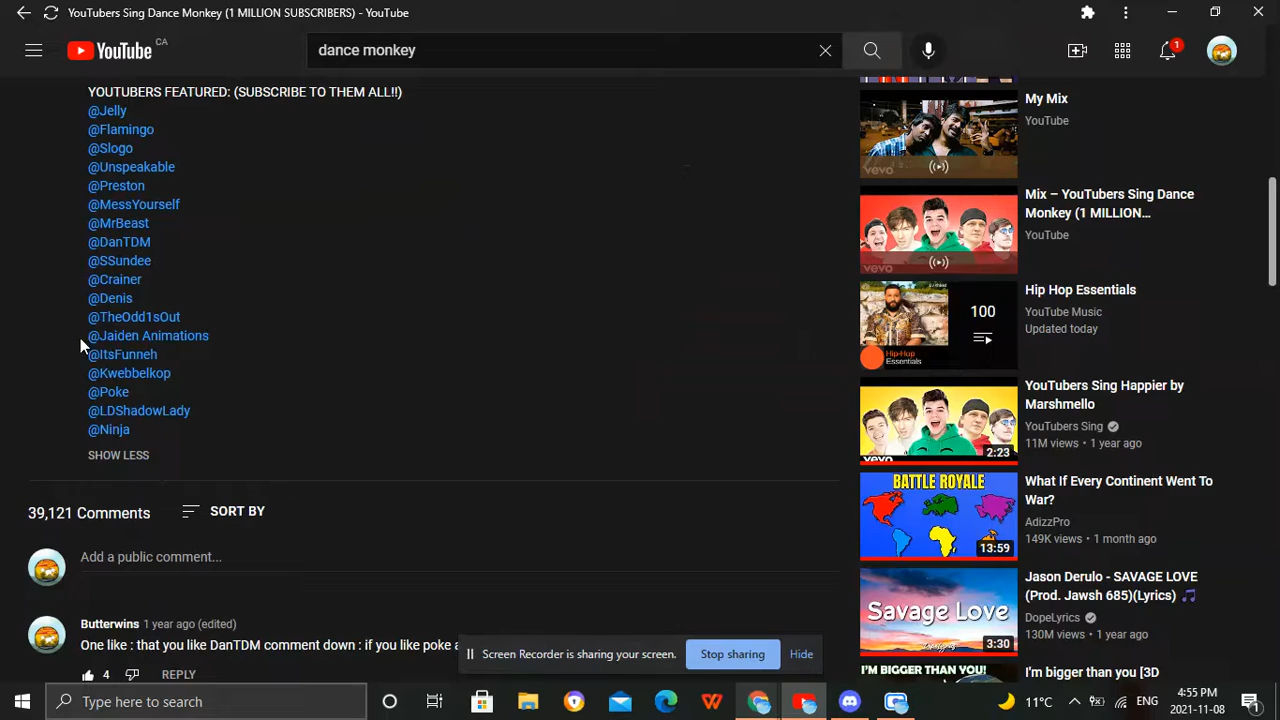 YouTubers Sing Dance Monkey (1 MILLION SUBSCRIBERS) - YouTube
YouTube CA
dance monkey
1
YOUTUBERS FEATURED: (SUBSCRIBE TO THEM ALL!!)
@Jelly
@Flamingo
@Slogo
@Unspeakable
@Preston
@MessYourself
@MrBeast
@DanTDM
@SSundee
@Crainer
@Denis
@TheOdd1sOut
@Jaiden Animations
@ItsFunneh
@Kwebbelkop
@Poke
@LDShadowLady
@Ninja
SHOW LESS
39,121 Comments
SORT BY
Add a public comment...
Butterwins 1 year ago (edited)
One like : that you like DanTDM comment down : if you like poke a
4
REPLY
vevo
My Mix
YouTube
vevo
Mix – YouTubers Sing Dance
Monkey (1 MILLION...
YouTube
Hip-Hop
Essentials
100
Hip Hop Essentials
YouTube Music
Updated today
vevo
2:23
YouTubers Sing Happier by
Marshmello
YouTubers Sing
11M views • 1 year ago
BATTLE ROYALE
13:59
What If Every Continent Went To
War?
AdizzPro
149K views • 1 month ago
Savage Love
3:30
Jason Derulo - SAVAGE LOVE
(Prod. Jawsh 685)(Lyrics) 🎵
DopeLyrics
130M views • 1 year ago
I'M BIGGER THAN YOU!
I'm bigger than you [3D
Screen Recorder is sharing your screen.
Stop sharing
Hide
Type here to search
11°C
ENG
4:55 PM
2021-11-08
1